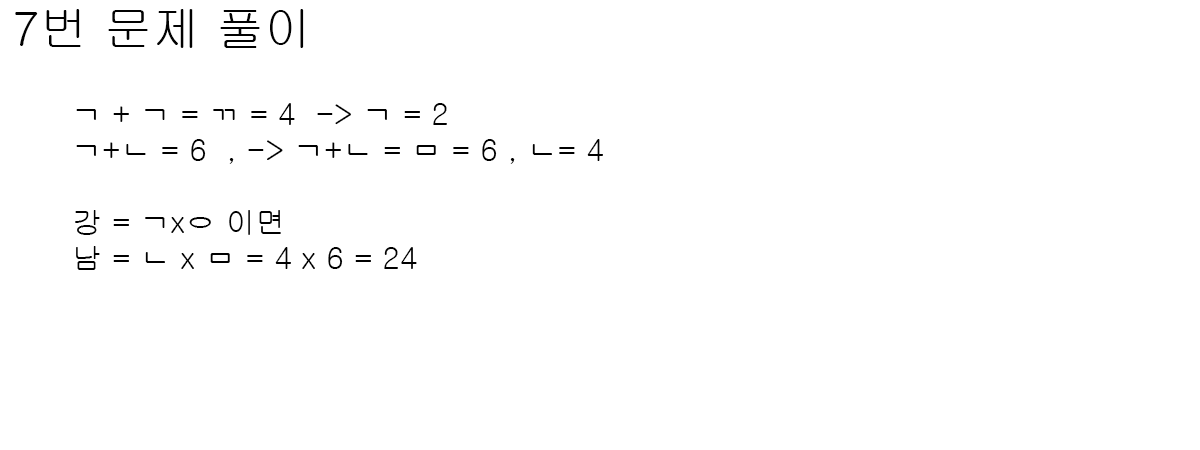 7번 문제 풀이
ㄱ + ㄱ = ㄲ = 4 -> ㄱ = 2
ㄱ+ㄴ = 6 , -> ㄱ+ㄴ = ㅁ = 6 , ㄴ= 4
강 = ㄱxㅇ 이면
남 = ㄴ x ㅁ = 4 x 6 = 24